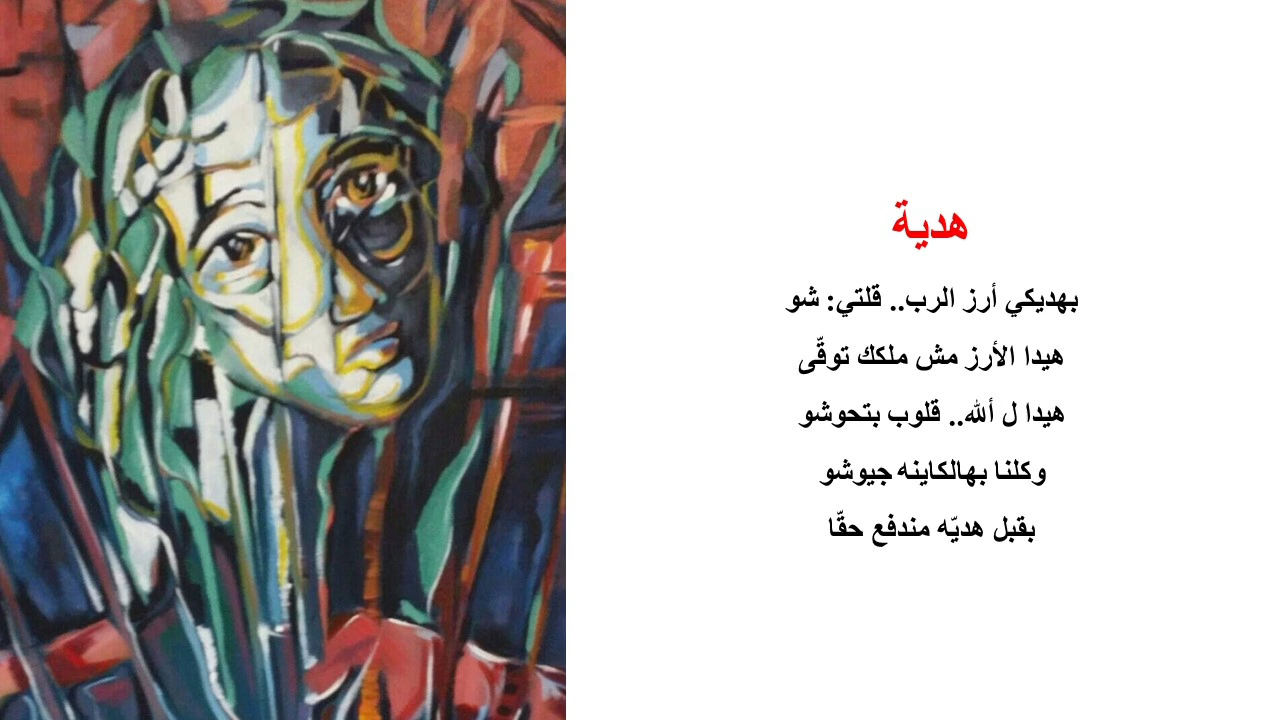 هدية
بهديكي أرز الرب.. قلتي: شو
هيدا الأرز مش ملكك توقّى
هيدا ل ألله.. قلوب بتحوشو
وكلنا بهالكاينه جيوشو
بقبل هديّه مندفع حقّا